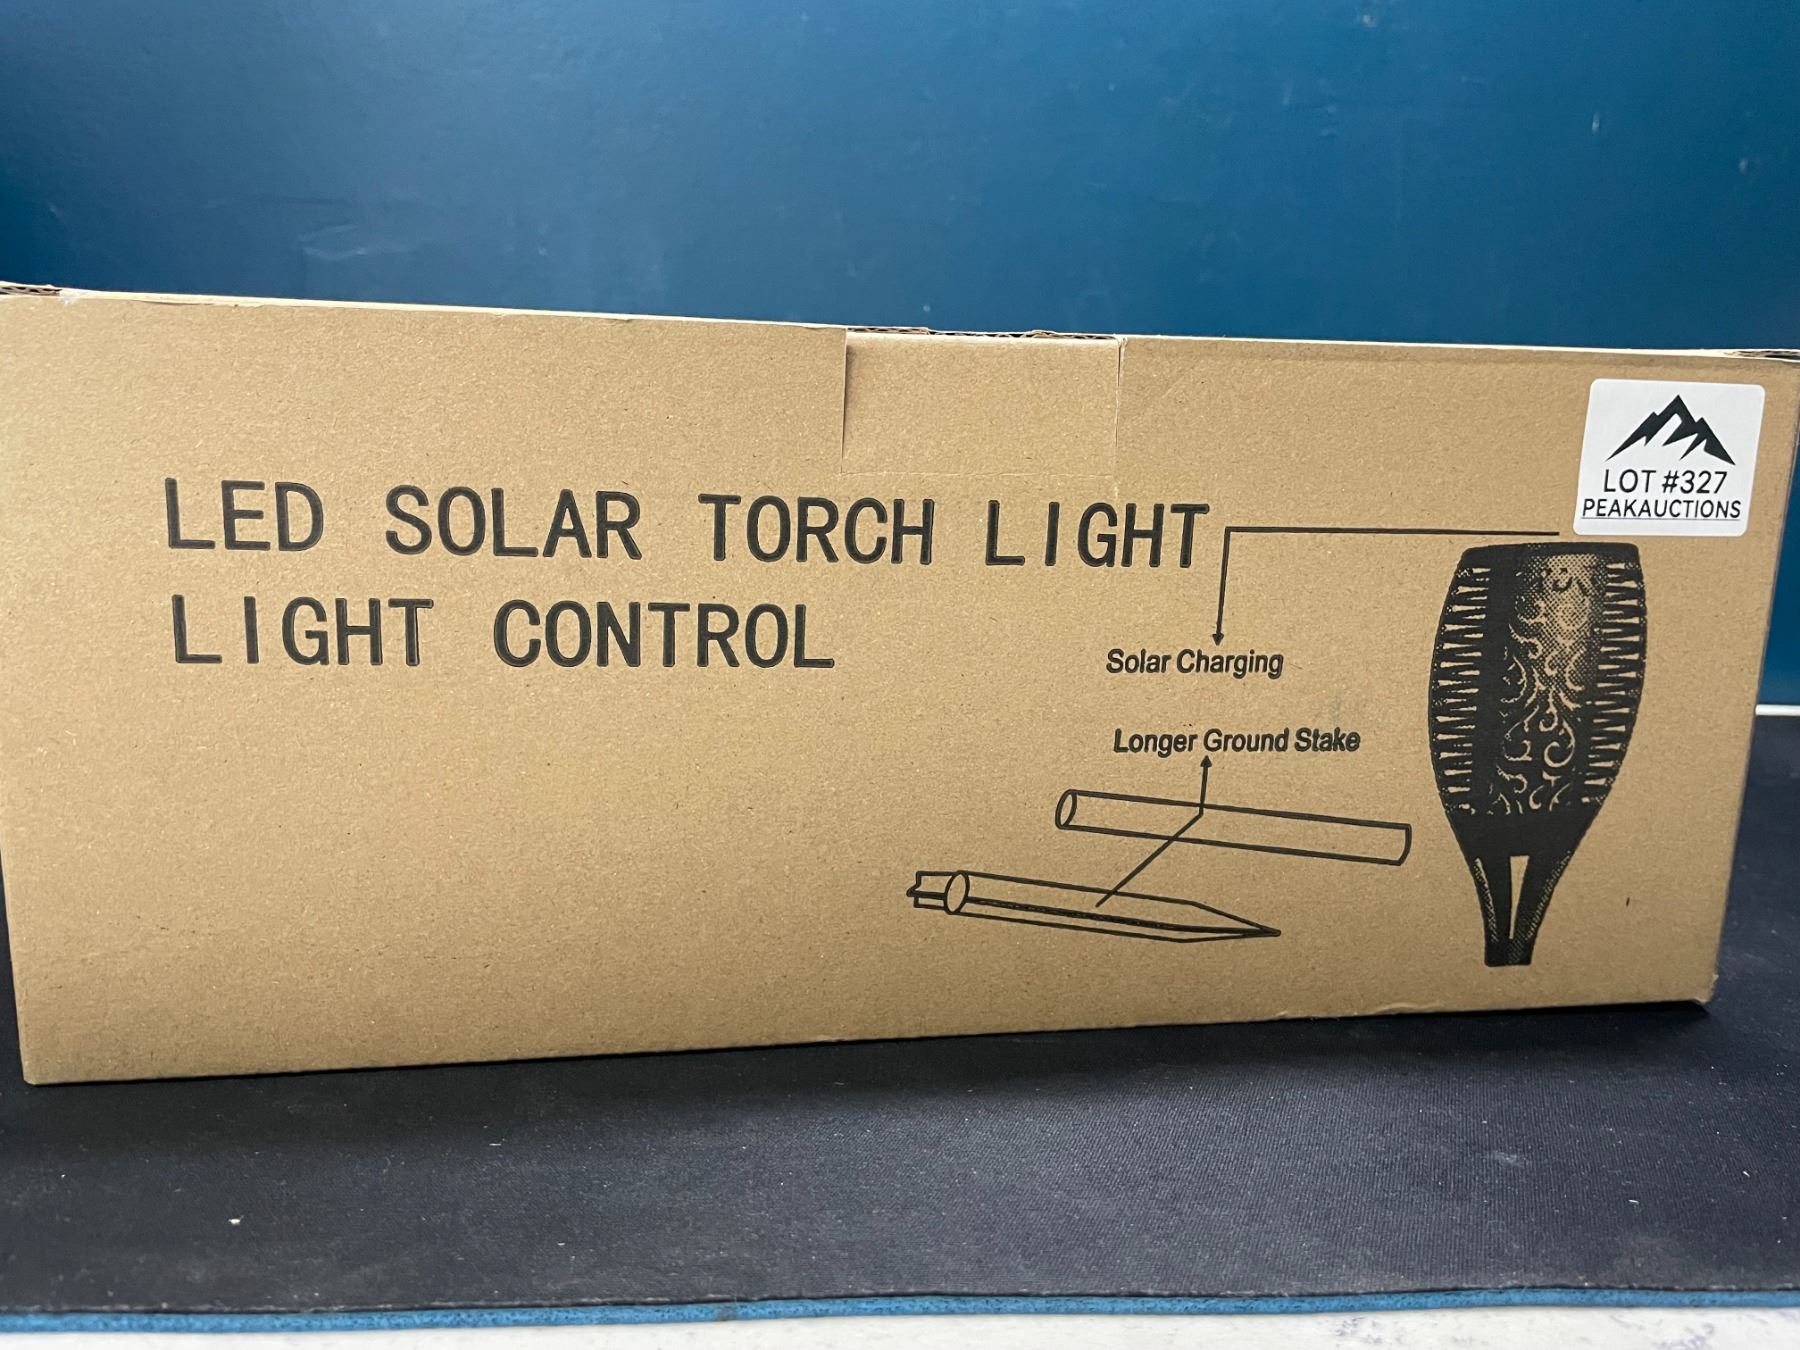 LED SOLAR TORCH LIGHT
LIGHT CONTROL
LOT #327
PEAKAUCTIONS
Solar Charging
Longer Ground Stake